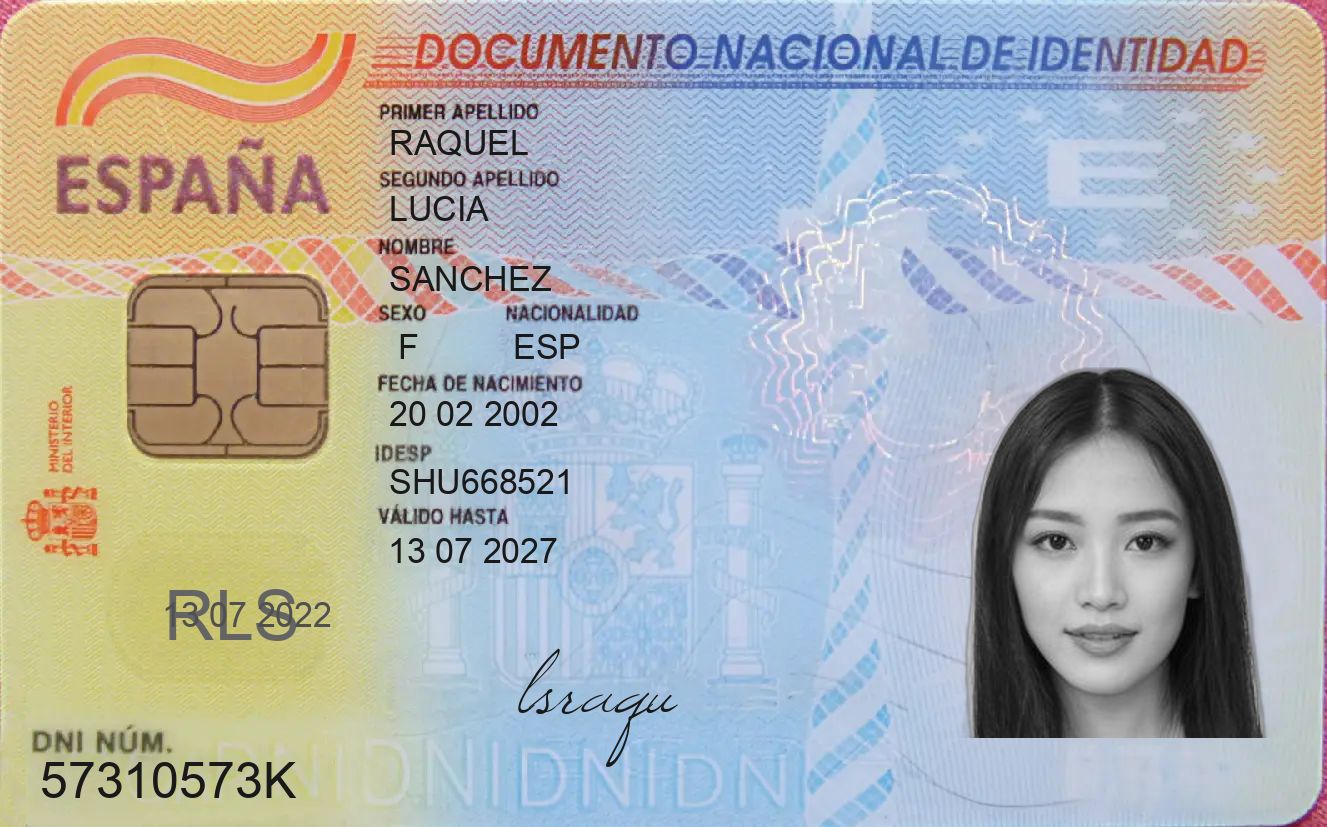 DOCUMENTO NACIONAL DE IDENTIDAD
ESPAÑA
PRIMER APELLIDO
RAQUEL
SEGUNDO APELLIDO
LUCIA
NOMBRE
SANCHEZ
SEXO NACIONALIDAD
F ESP
FECHA DE NACIMIENTO
20 02 2002
IDESP
SHU668521
VÁLIDO HASTA
13 07 2027
MINISTERIO
DEL INTERIOR
RLS
13 07 2022
lsraqu
DNI NÚM.
57310573K
DNIDNIDNIDNI
E